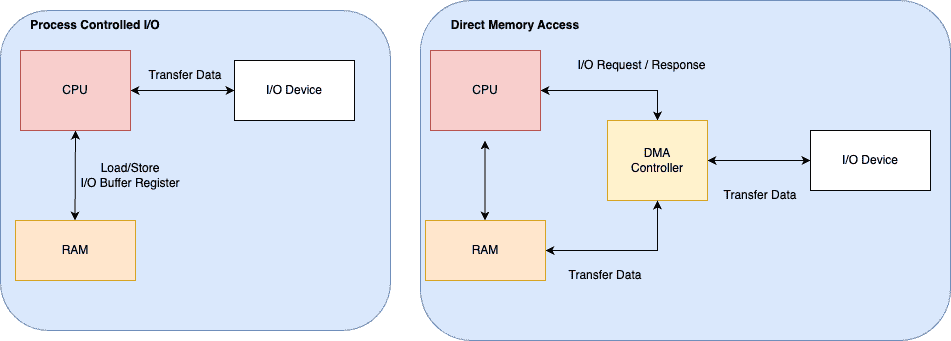 Process Controlled I/O
CPU
Transfer Data
I/O Device
Load/Store
I/O Buffer Register
RAM
Direct Memory Access
CPU
I/O Request / Response
DMA
Controller
I/O Device
Transfer Data
RAM
Transfer Data